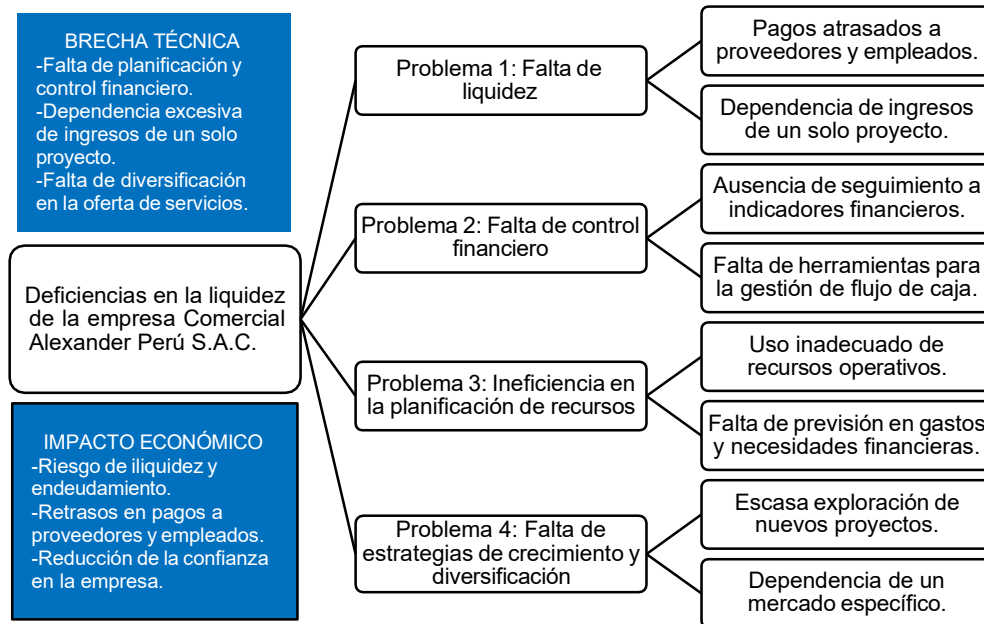 BRECHA TÉCNICA
-Falta de planificación y
control financiero.
-Dependencia excesiva
de ingresos de un solo
proyecto.
-Falta de diversificación
en la oferta de servicios.
Deficiencias en la liquidez
de la empresa Comercial
Alexander Perú S.A.C.
IMPACTO ECONÓMICO
-Riesgo de iliquidez y
endeudamiento.
-Retrasos en pagos a
proveedores y empleados.
-Reducción de la confianza
en la empresa.
Problema 1: Falta de
liquidez
Pagos atrasados a
proveedores y empleados.
Dependencia de ingresos
de un solo proyecto.
Problema 2: Falta de control
financiero
Ausencia de seguimiento a
indicadores financieros.
Falta de herramientas para
la gestión de flujo de caja.
Problema 3: Ineficiencia en
la planificación de recursos
Uso inadecuado de
recursos operativos.
Falta de previsión en gastos
y necesidades financieras.
Problema 4: Falta de
estrategias de crecimiento y
diversificación
Escasa exploración de
nuevos proyectos.
Dependencia de un
mercado específico.